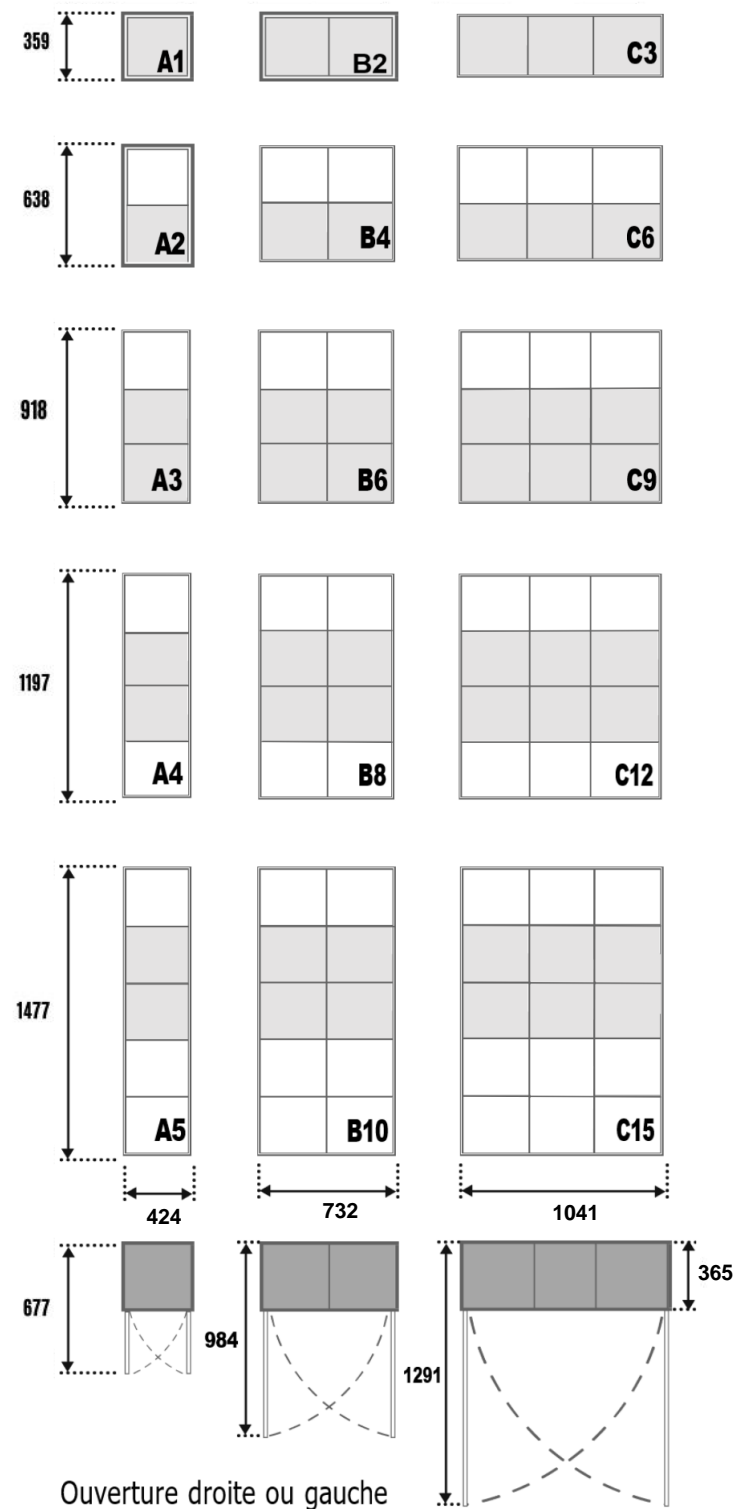 359
A1
B2
C3
638
A2
B4
C6
918
A3
B6
C9
1197
A4
B8
C12
1477
A5
B10
C15
424
732
1041
677
984
1291
365
Ouverture droite ou gauche